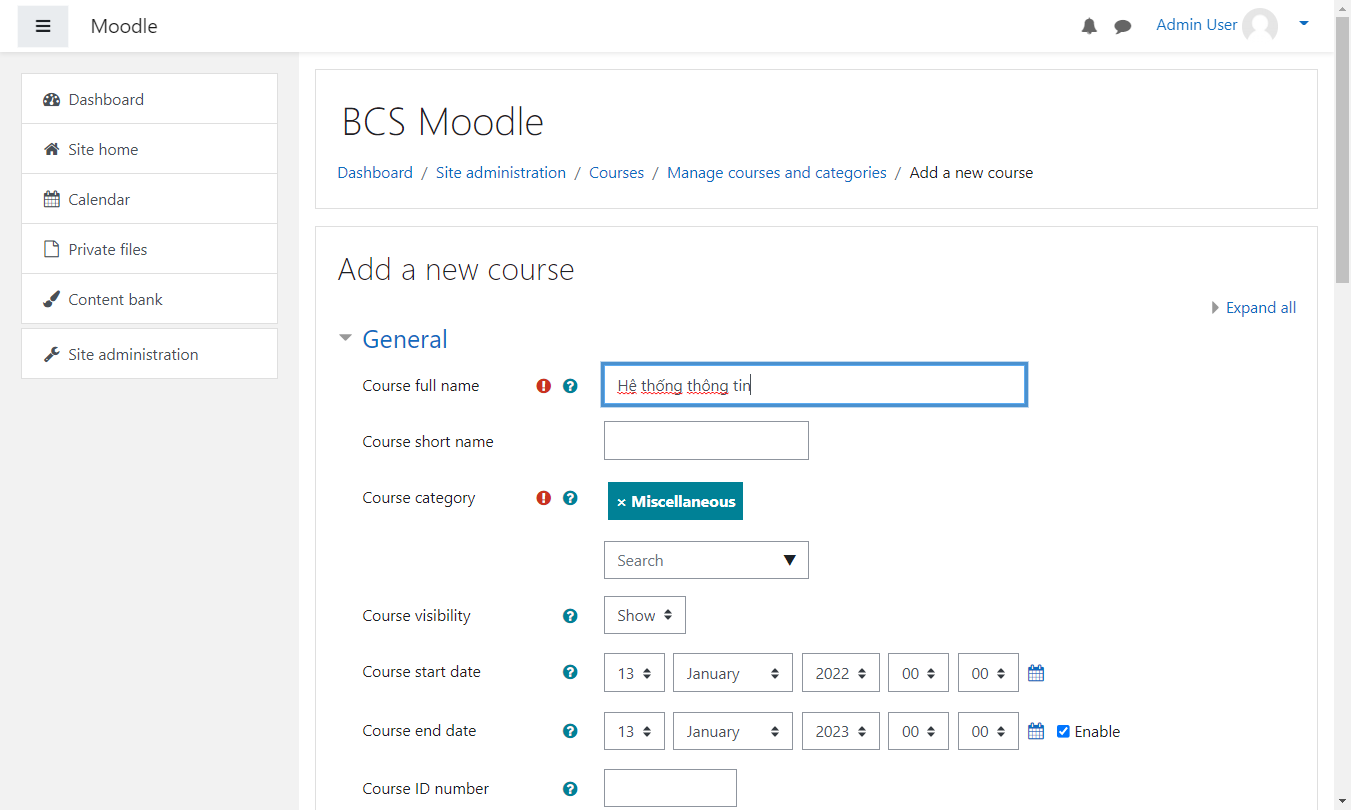 Moodle
Admin User
Dashboard
Site home
Calendar
Private files
Content bank
Site administration
BCS Moodle
Dashboard / Site administration / Courses / Manage courses and categories / Add a new course
Add a new course
Expand all
General
Course full name ! ? Hệ thống thông tin
Course short name
Course category ! ? × Miscellaneous
Search ▼
Course visibility ? Show
Course start date ? 13 January 2022 00 00
Course end date ? 13 January 2023 00 00 Enable
Course ID number ?